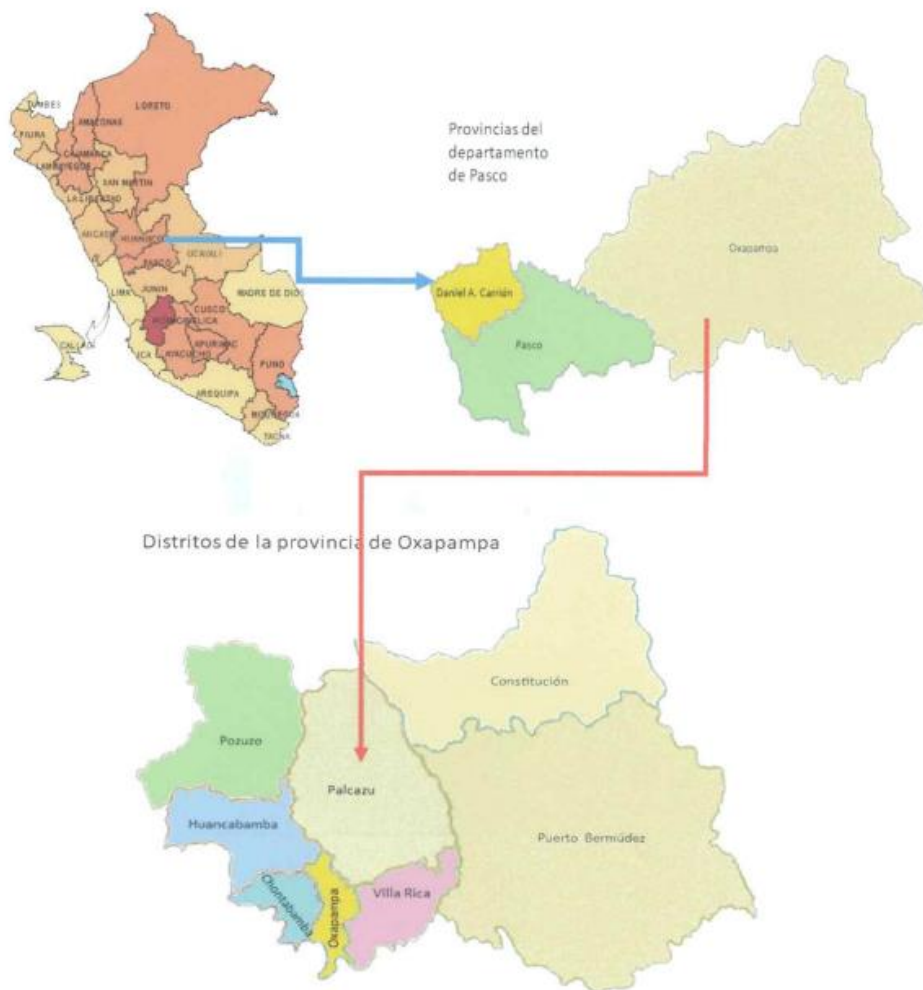 TUMBES
PIURA
LORETO
AMAZONAS
CAJAMARCA
LAMBAYEQUE
SAN MARTIN
LA LIBERTAD
ANCASH
HUANUCO
UCAYALI
PASCO
JUNIN
LIMA
MADRE DE DIOS
CUSCO
HUANCAVELICA
CALLAO
ICA
APURIMAC
AYACUCHO
PUNO
AREQUIPA
MOQUEGUA
TACNA
Provincias del
departamento
de Pasco
Oxapampa
Daniel A. Carrión
Pasco
Distritos de la provincia de Oxapampa
Constitución
Pozuzo
Palcazu
Huancabamba
Puerto Bermúdez
Chontabamba
Oxapampa
Villa Rica